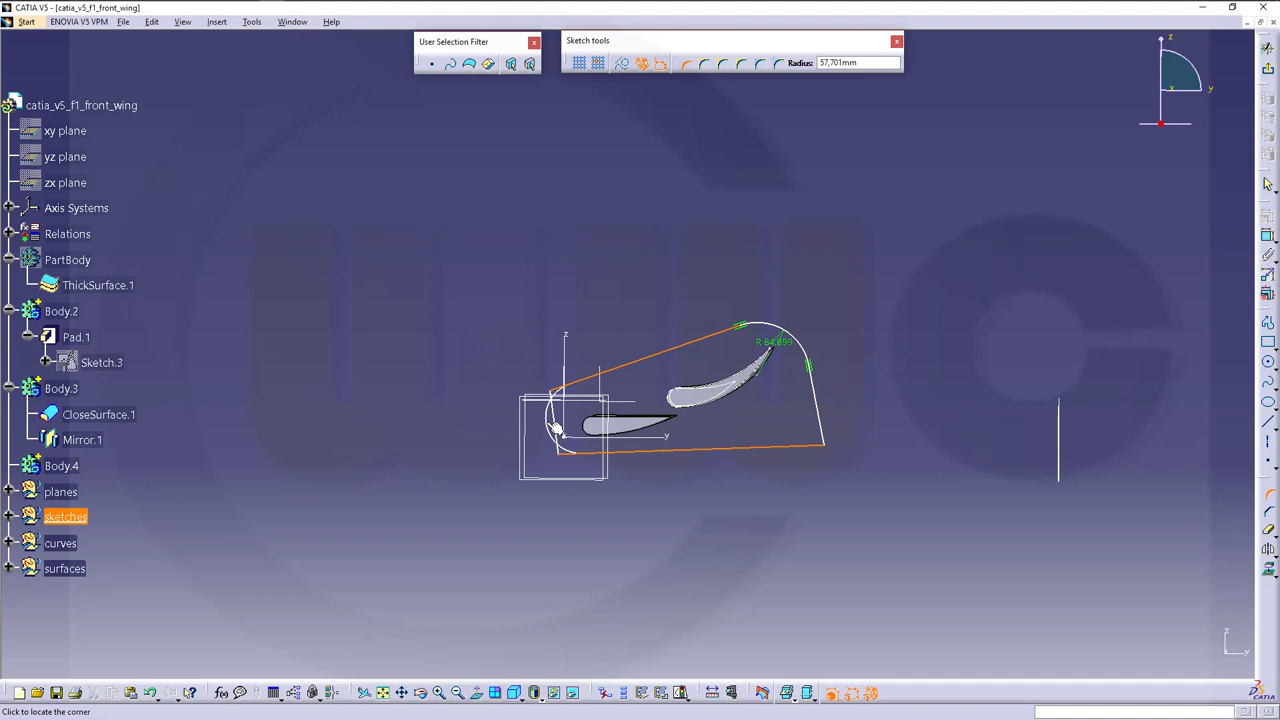 CATIA V5 - [catia_v5_f1_front_wing]
Start ENOVIA V5 VPM File Edit View Insert Tools Window Help
User Selection Filter
Sketch tools
Radius: 57,701mm
z
x
y
catia_v5_f1_front_wing
xy plane
yz plane
zx plane
Axis Systems
Relations
PartBody
ThickSurface.1
Body.2
Pad.1
Sketch.3
Body.3
CloseSurface.1
Mirror.1
Body.4
planes
sketches
curves
surfaces
z
R 84,899
y
z
x
y
CATIA
Click to locate the corner